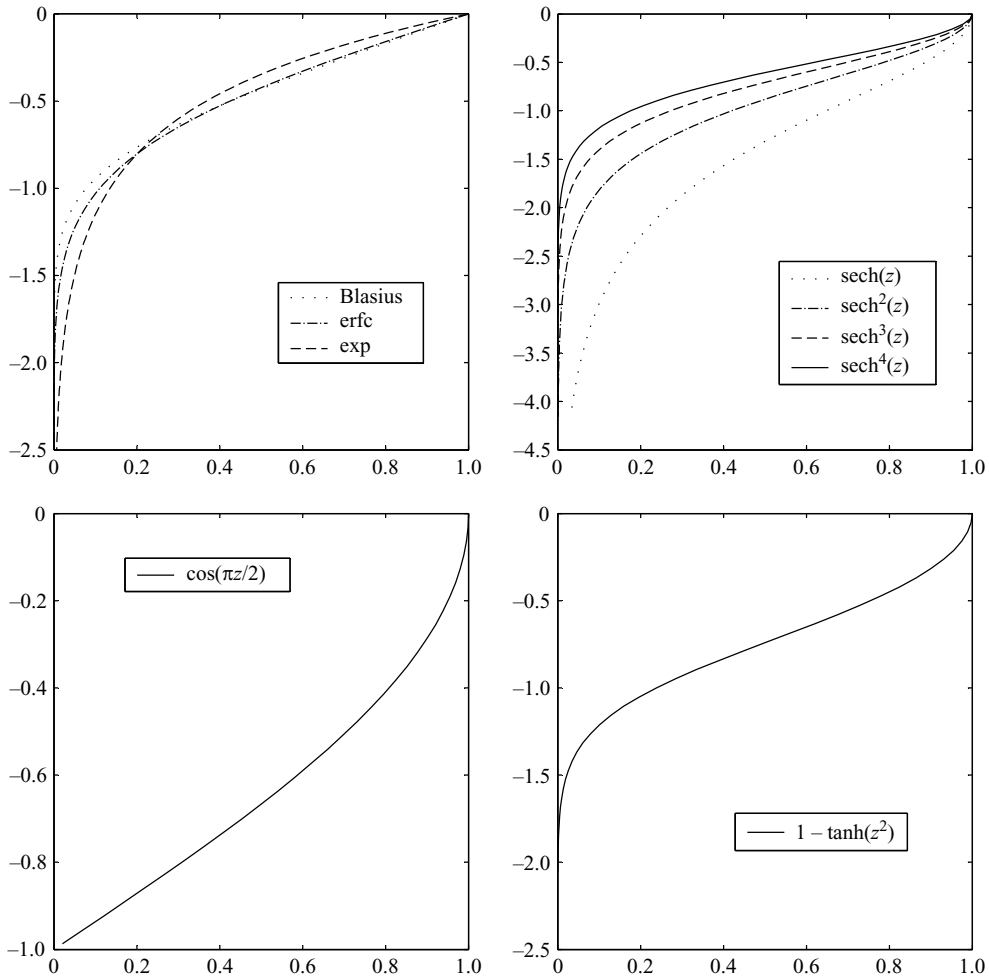 0
−0.5
−1.0
−1.5
−2.0
−2.5
0 0.2 0.4 0.6 0.8 1.0
Blasius
erfc
exp
0
−0.5
−1.0
−1.5
−2.0
−2.5
−3.0
−3.5
−4.0
−4.5
0 0.2 0.4 0.6 0.8 1.0
sech(z)
sech²(z)
sech³(z)
sech⁴(z)
0
−0.2
−0.4
−0.6
−0.8
−1.0
0 0.2 0.4 0.6 0.8 1.0
cos(πz/2)
0
−0.5
−1.0
−1.5
−2.0
−2.5
0 0.2 0.4 0.6 0.8 1.0
1 – tanh(z²)